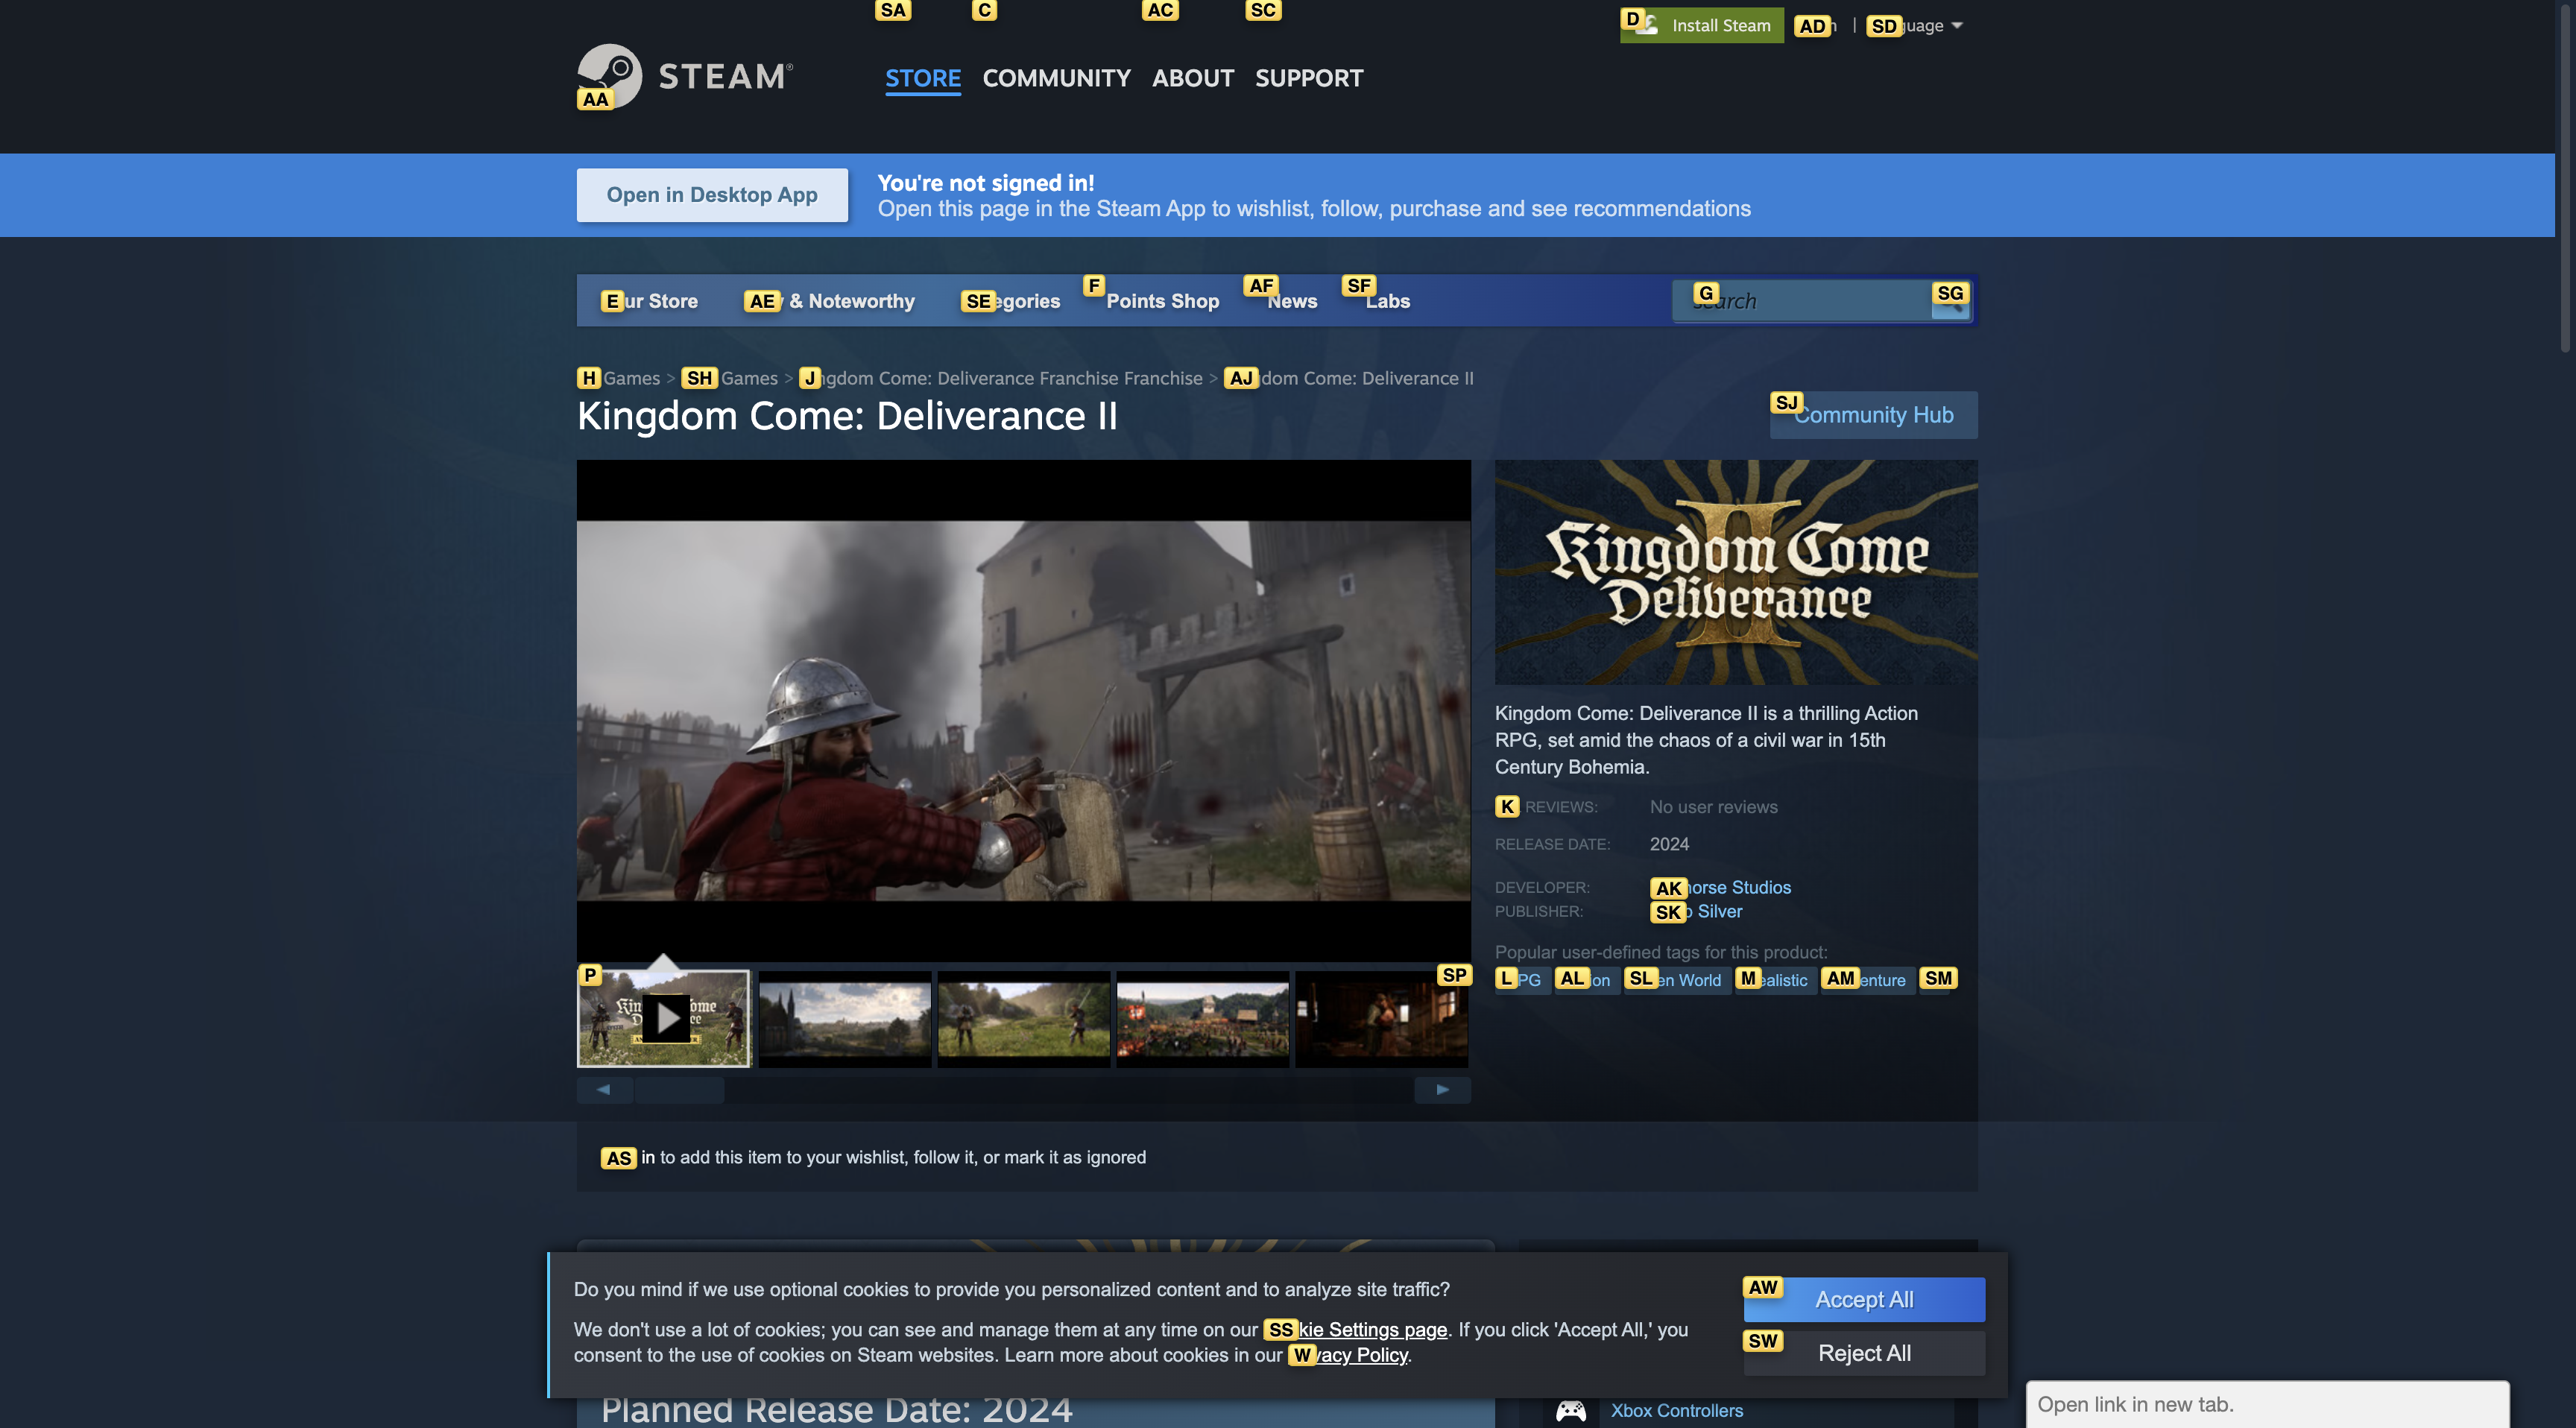 SA C AC SC
D Install Steam AD | SD guage
STEAM®
AA
STORE COMMUNITY ABOUT SUPPORT
Open in Desktop App
You're not signed in!
Open this page in the Steam App to wishlist, follow, purchase and see recommendations
E ur Store AE & Noteworthy SE egories F Points Shop AF News SF Labs G search SG
H Games > SH Games > J ngdom Come: Deliverance Franchise Franchise > AJ dom Come: Deliverance II
Kingdom Come: Deliverance II
SJ Community Hub
Kingdom Come
II
Deliverance
Kingdom Come: Deliverance II is a thrilling Action
RPG, set amid the chaos of a civil war in 15th
Century Bohemia.
K REVIEWS: No user reviews
RELEASE DATE: 2024
DEVELOPER: AK horse Studios
PUBLISHER: SK p Silver
Popular user-defined tags for this product:
L PG AL ion SL en World M ealistic AM enture SM
P SP
AS in to add this item to your wishlist, follow it, or mark it as ignored
Do you mind if we use optional cookies to provide you personalized content and to analyze site traffic?
We don't use a lot of cookies; you can see and manage them at any time on our SS kie Settings page. If you click 'Accept All,' you
consent to the use of cookies on Steam websites. Learn more about cookies in our W vacy Policy.
AW Accept All
SW Reject All
Planned Release Date: 2024
Xbox Controllers
Open link in new tab.